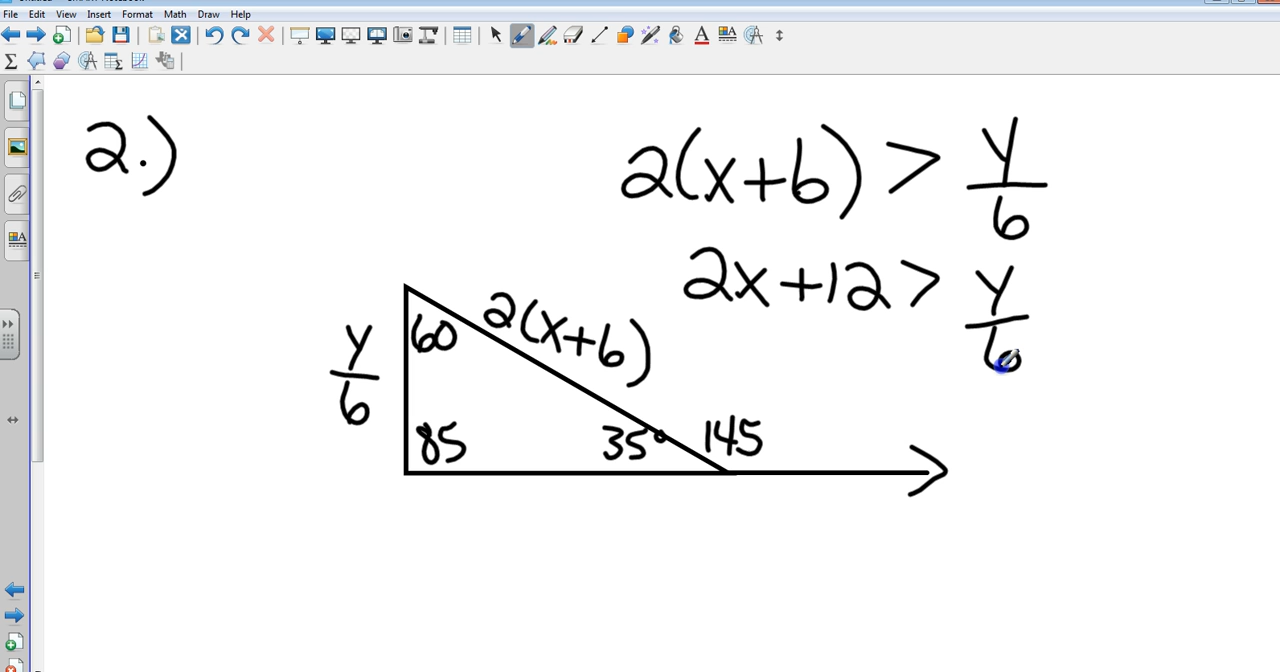 File Edit View Insert Format Math Draw Help
2.)
2(x+6) > y/6
2x+12 > y/6
y/6
60
2(x+6)
85
35°
145